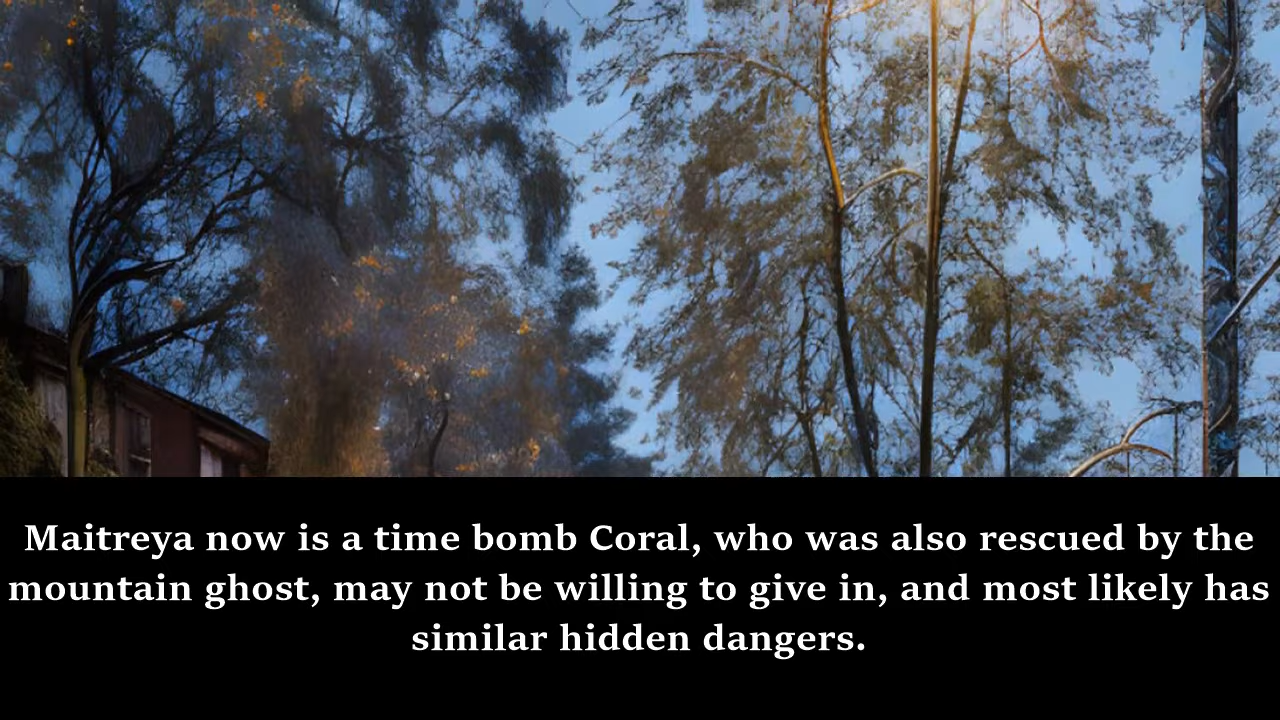 Maitreya now is a time bomb Coral, who was also rescued by the
mountain ghost, may not be willing to give in, and most likely has
similar hidden dangers.